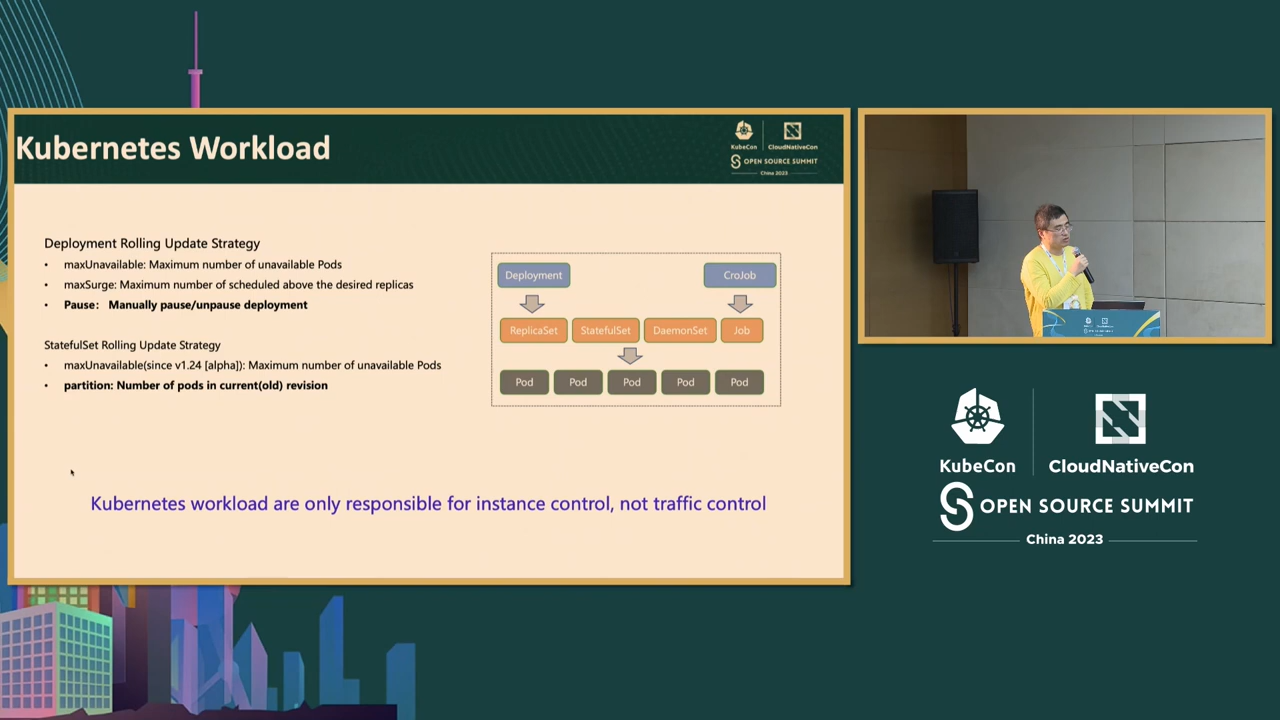 Kubernetes Workload
KubeCon
CloudNativeCon
OPEN SOURCE SUMMIT
China 2023
Deployment Rolling Update Strategy
• maxUnavailable: Maximum number of unavailable Pods
• maxSurge: Maximum number of scheduled above the desired replicas
• Pause: Manually pause/unpause deployment
StatefulSet Rolling Update Strategy
• maxUnavailable(since v1.24 [alpha]): Maximum number of unavailable Pods
• partition: Number of pods in current(old) revision
Deployment
CroJob
ReplicaSet
StatefulSet
DaemonSet
Job
Pod
Pod
Pod
Pod
Pod
Kubernetes workload are only responsible for instance control, not traffic control
KubeCon
CloudNativeCon
OPEN SOURCE SUMMIT
China 2023